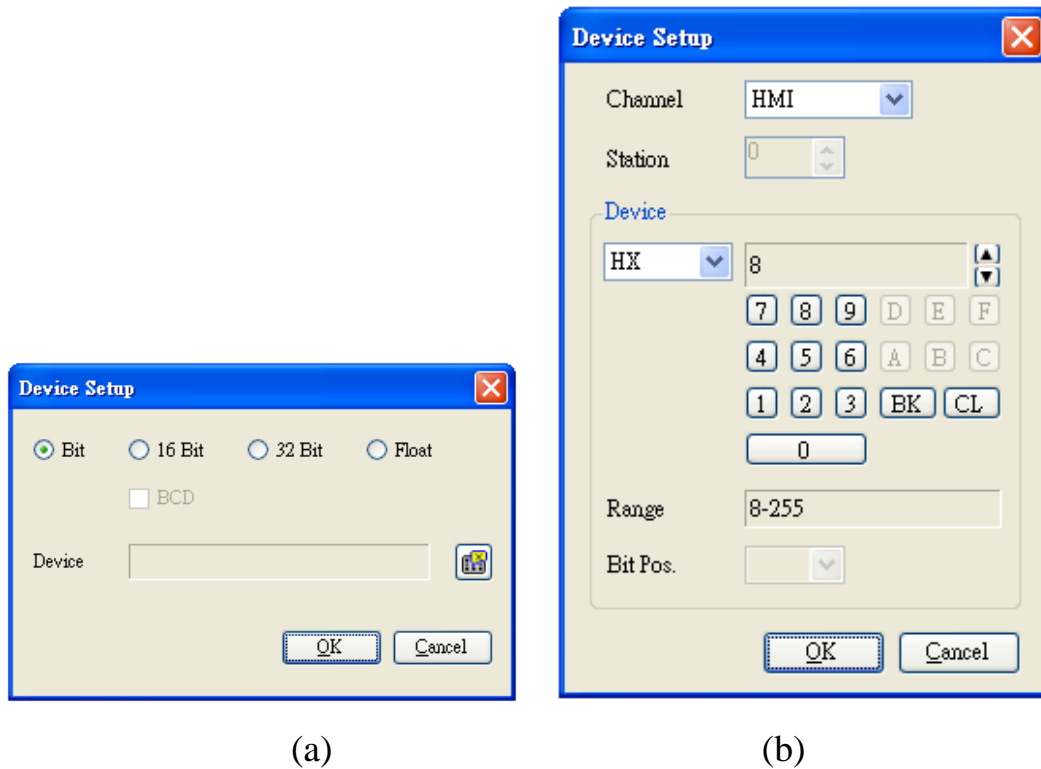 Device Setup
Bit 16 Bit 32 Bit Float
BCD
Device
OK Cancel
(a)
Device Setup
Channel HMI
Station 0
Device
HX 8
7 8 9 D E F
4 5 6 A B C
1 2 3 BK CL
0
Range 8-255
Bit Pos.
OK Cancel
(b)